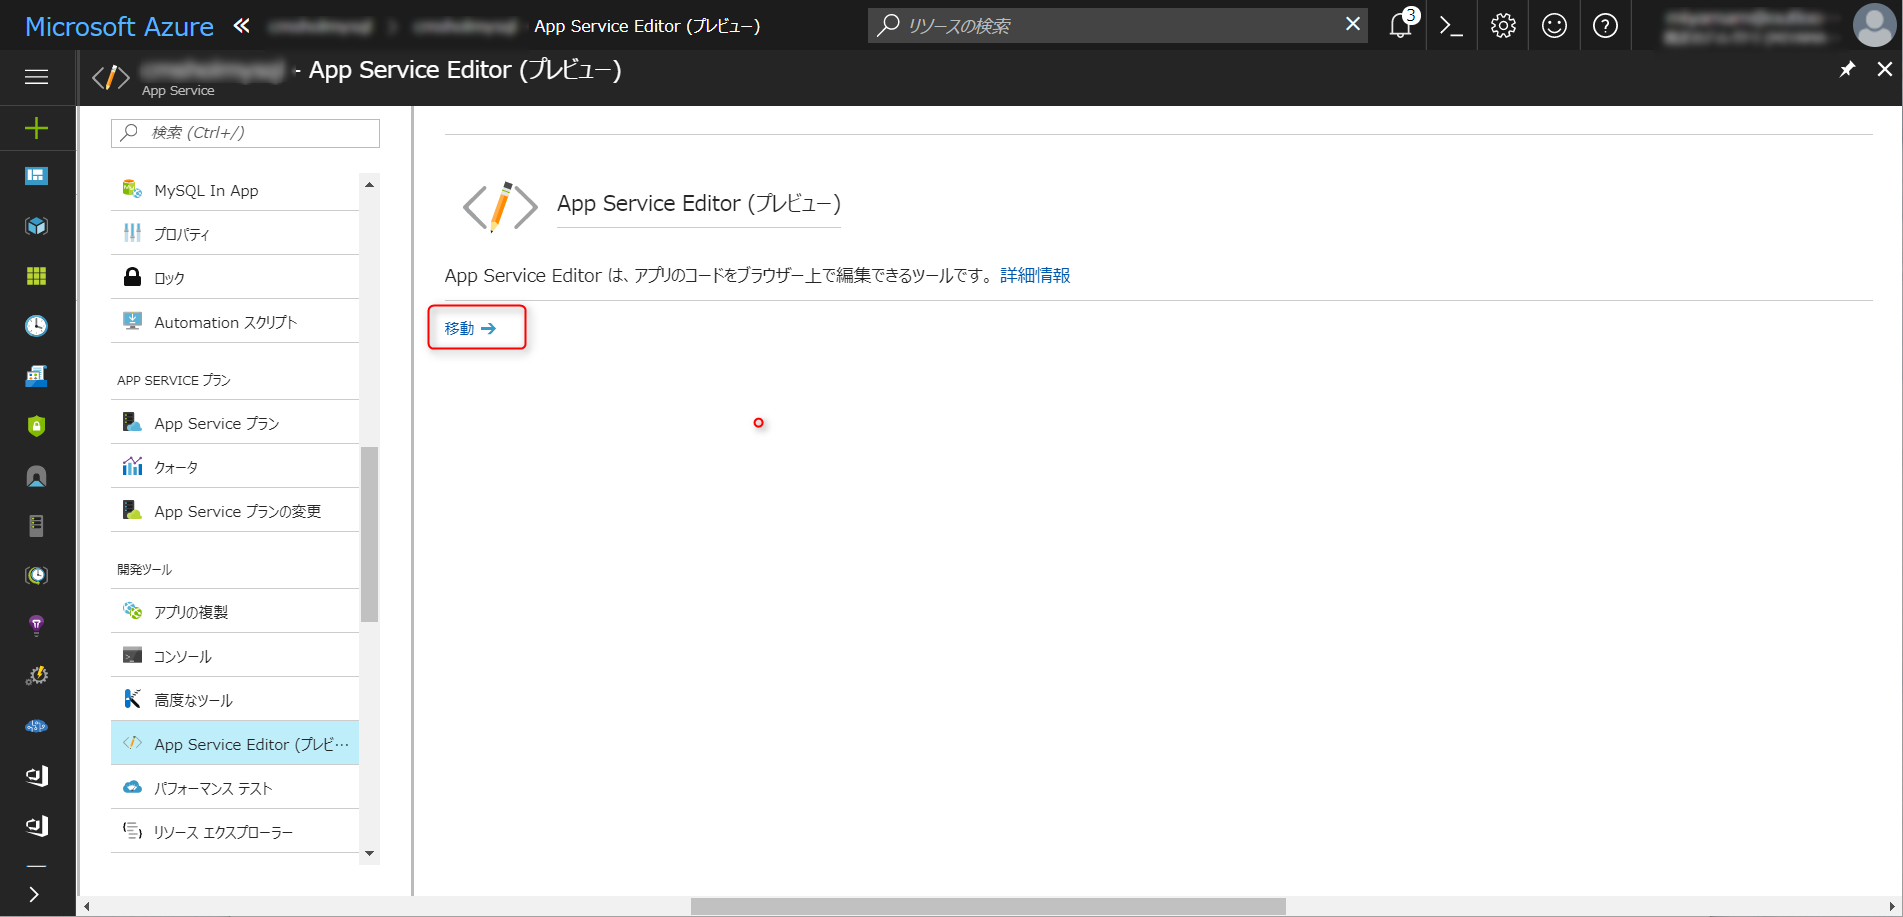 Microsoft Azure
App Service Editor (プレビュー)
リソースの検索
3
- App Service Editor (プレビュー)
App Service
検索 (Ctrl+/)
MySQL In App
プロパティ
ロック
Automation スクリプト
APP SERVICE プラン
App Service プラン
クォータ
App Service プランの変更
開発ツール
アプリの複製
コンソール
高度なツール
App Service Editor (プレビ…
パフォーマンス テスト
リソース エクスプローラー
App Service Editor (プレビュー)
App Service Editor は、アプリのコードをブラウザー上で編集できるツールです。 詳細情報
移動 →